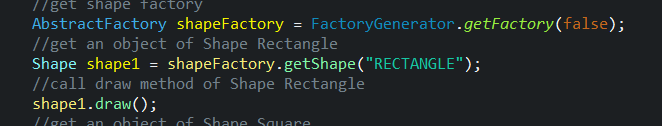 //get shape factory
AbstractFactory shapeFactory = FactoryGenerator.getFactory(false);
//get an object of Shape Rectangle
Shape shape1 = shapeFactory.getShape("RECTANGLE");
//call draw method of Shape Rectangle
shape1.draw();
//get an object of Shape Square